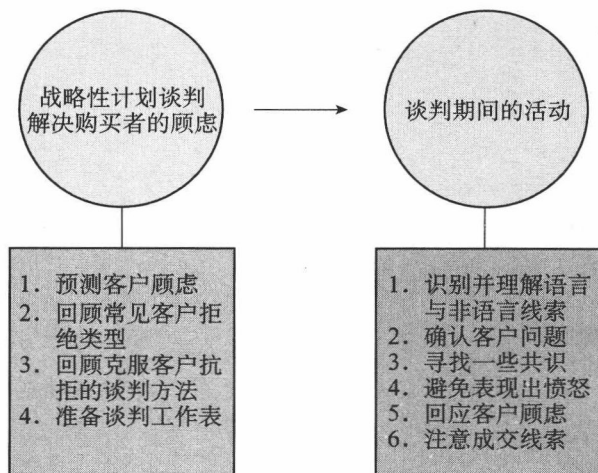 战略性计划谈判
解决购买者的顾虑
谈判期间的活动
1. 预测客户顾虑
2. 回顾常见客户拒
绝类型
3. 回顾克服客户抗
拒的谈判方法
4. 准备谈判工作表
1. 识别并理解语言
与非语言线索
2. 确认客户问题
3. 寻找一些共识
4. 避免表现出愤怒
5. 回应客户顾虑
6. 注意成交线索